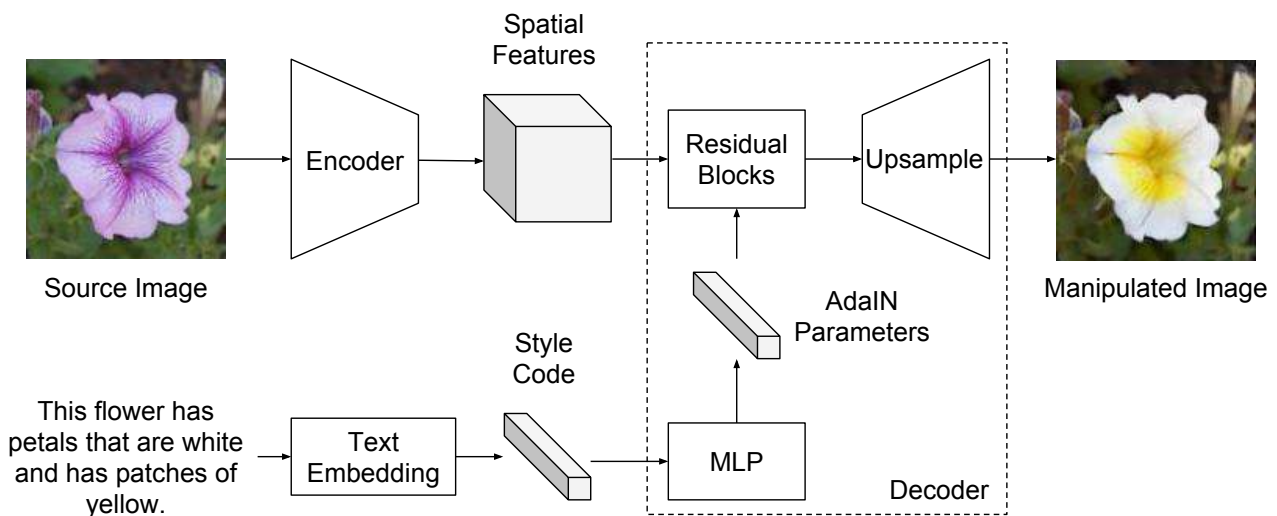 Spatial
Features
Encoder
Residual
Blocks
Upsample
Source Image
Manipulated Image
AdaIN
Parameters
Style
Code
This flower has
petals that are white
and has patches of
yellow.
Text
Embedding
MLP
Decoder